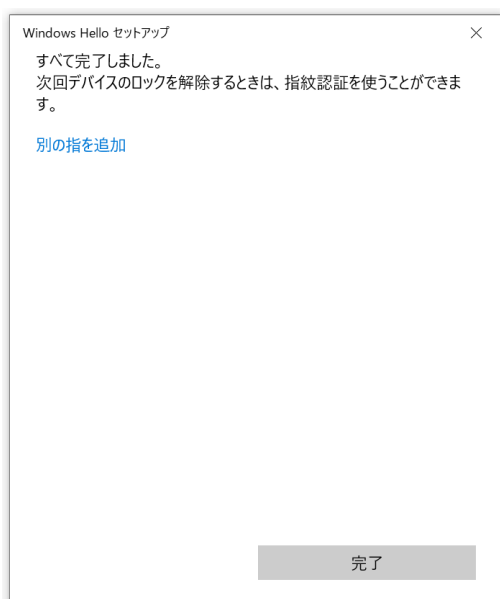 Windows Hello セットアップ
すべて完了しました。
次回デバイスのロックを解除するときは、指紋認証を使うことができま
す。
別の指を追加
完了